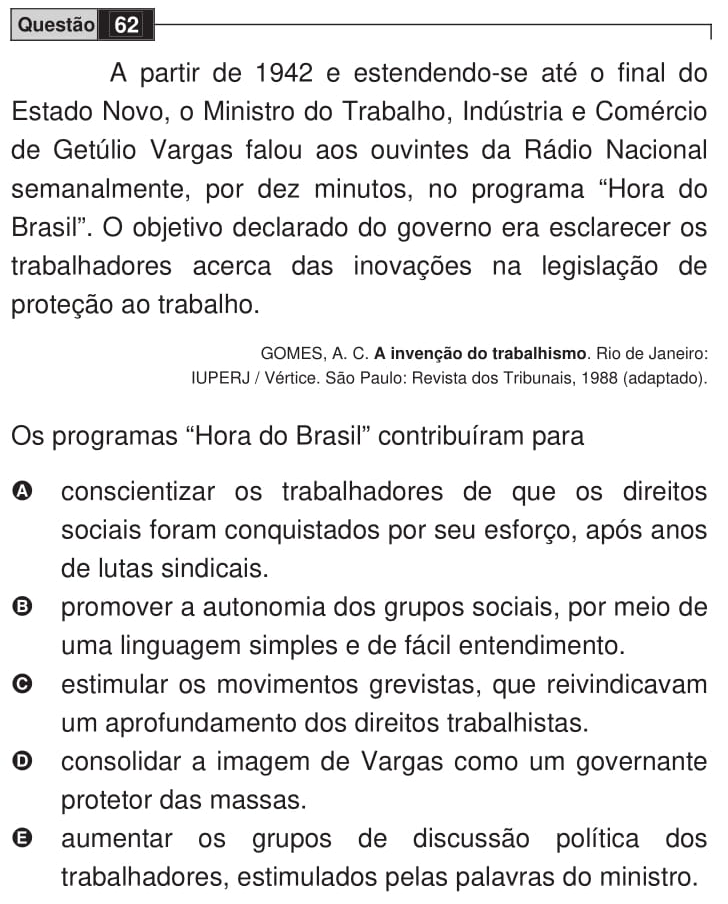 Questão 62
A partir de 1942 e estendendo-se até o final do
Estado Novo, o Ministro do Trabalho, Indústria e Comércio
de Getúlio Vargas falou aos ouvintes da Rádio Nacional
semanalmente, por dez minutos, no programa “Hora do
Brasil”. O objetivo declarado do governo era esclarecer os
trabalhadores acerca das inovações na legislação de
proteção ao trabalho.
GOMES, A. C. A invenção do trabalhismo. Rio de Janeiro:
IUPERJ / Vértice. São Paulo: Revista dos Tribunais, 1988 (adaptado).
Os programas “Hora do Brasil” contribuíram para
A conscientizar os trabalhadores de que os direitos
sociais foram conquistados por seu esforço, após anos
de lutas sindicais.
B promover a autonomia dos grupos sociais, por meio de
uma linguagem simples e de fácil entendimento.
C estimular os movimentos grevistas, que reivindicavam
um aprofundamento dos direitos trabalhistas.
D consolidar a imagem de Vargas como um governante
protetor das massas.
E aumentar os grupos de discussão política dos
trabalhadores, estimulados pelas palavras do ministro.